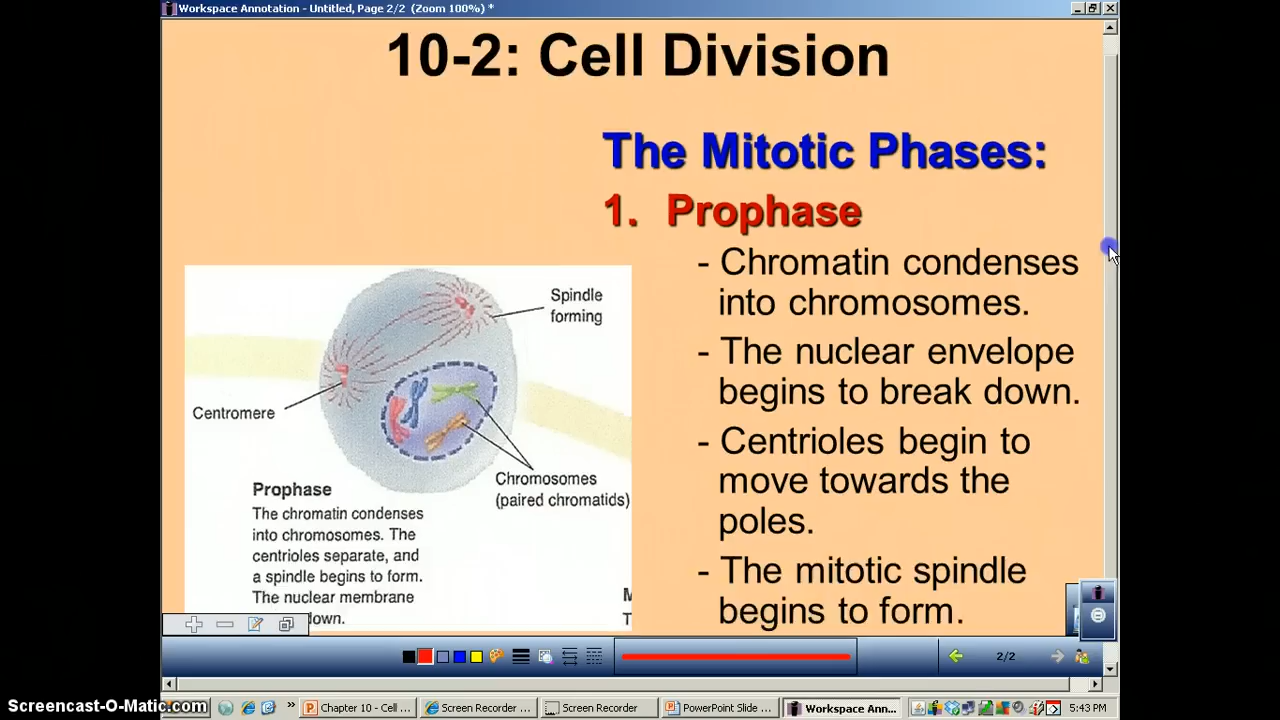 Workspace Annotation - Untitled, Page 2/2 (Zoom 100%) *
10-2: Cell Division
The Mitotic Phases:
1. Prophase
- Chromatin condenses
into chromosomes.
- The nuclear envelope
begins to break down.
- Centrioles begin to
move towards the
poles.
- The mitotic spindle
begins to form.
Spindle
forming
Centromere
Chromosomes
(paired chromatids)
Prophase
The chromatin condenses
into chromosomes. The
centrioles separate, and
a spindle begins to form.
The nuclear membrane
down.
2/2
Screencast-O-Matic.com
Chapter 10 - Cell ...
Screen Recorder ...
Screen Recorder
PowerPoint Slide ...
Workspace Ann...
5:43 PM